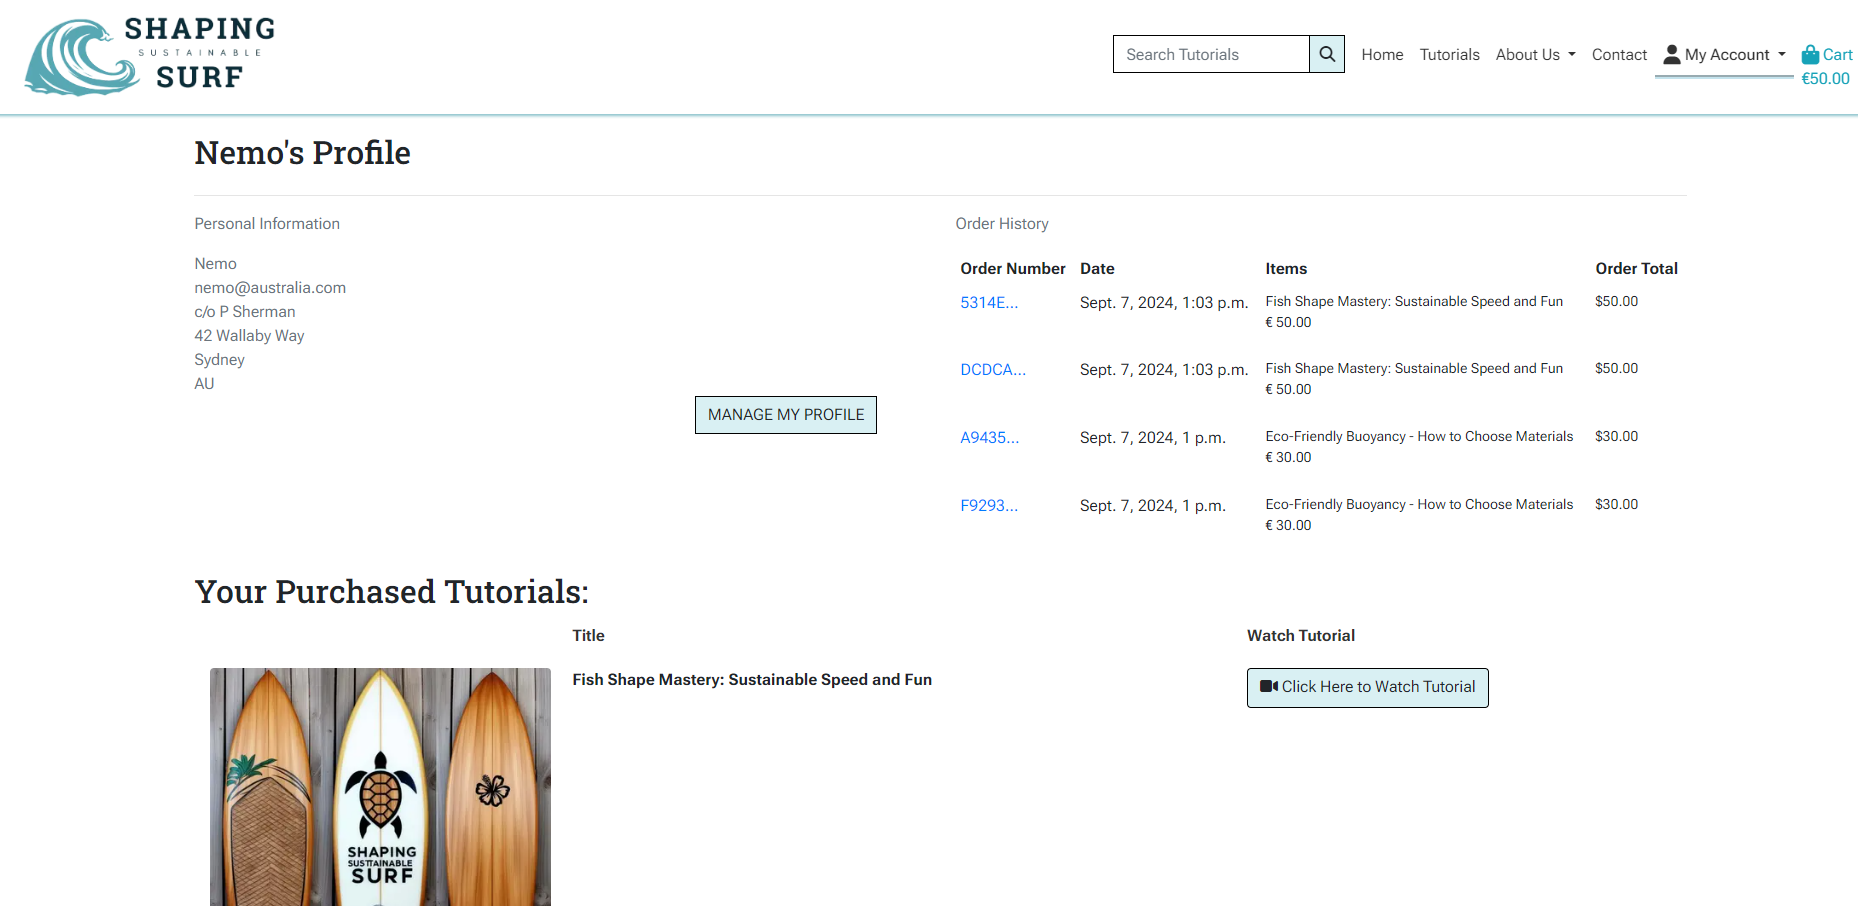 SHAPING
SUSTAINABLE
SURF
Search Tutorials
Home
Tutorials
About Us
Contact
My Account
Cart
€50.00
Nemo's Profile
Personal Information
Nemo
nemo@australia.com
c/o P Sherman
42 Wallaby Way
Sydney
AU
MANAGE MY PROFILE
Order History
Order Number Date Items Order Total
5314E... Sept. 7, 2024, 1:03 p.m. Fish Shape Mastery: Sustainable Speed and Fun $50.00
€ 50.00
DCDCA... Sept. 7, 2024, 1:03 p.m. Fish Shape Mastery: Sustainable Speed and Fun $50.00
€ 50.00
A9435... Sept. 7, 2024, 1 p.m. Eco-Friendly Buoyancy - How to Choose Materials $30.00
€ 30.00
F9293... Sept. 7, 2024, 1 p.m. Eco-Friendly Buoyancy - How to Choose Materials $30.00
€ 30.00
Your Purchased Tutorials:
Title Watch Tutorial
Fish Shape Mastery: Sustainable Speed and Fun
Click Here to Watch Tutorial
SHAPING
SUSTTAINABLE
SURF